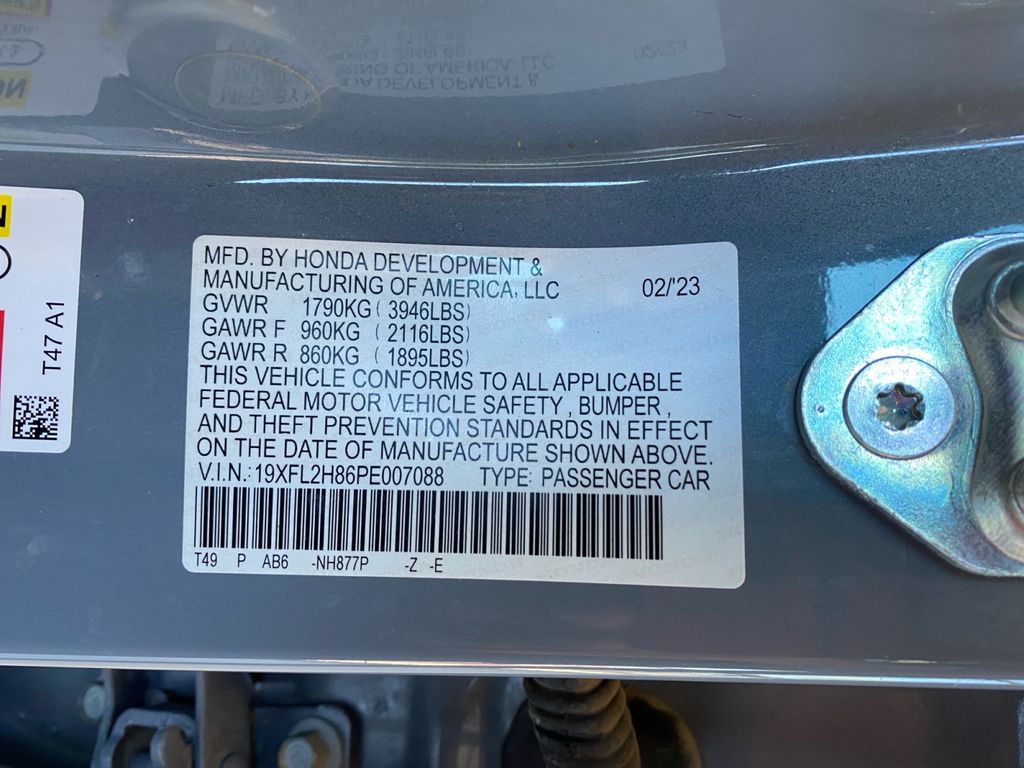 MFD. BY HONDA DEVELOPMENT &
MANUFACTURING OF AMERICA, LLC 02/'23
GVWR 1790KG ( 3946LBS)
GAWR F 960KG ( 2116LBS)
GAWR R 860KG ( 1895LBS)
THIS VEHICLE CONFORMS TO ALL APPLICABLE
FEDERAL MOTOR VEHICLE SAFETY , BUMPER ,
AND THEFT PREVENTION STANDARDS IN EFFECT
ON THE DATE OF MANUFACTURE SHOWN ABOVE.
V.I.N.: 19XFL2H86PE007088 TYPE: PASSENGER CAR
T49 P AB6 -NH877P -Z -E
T47 A1